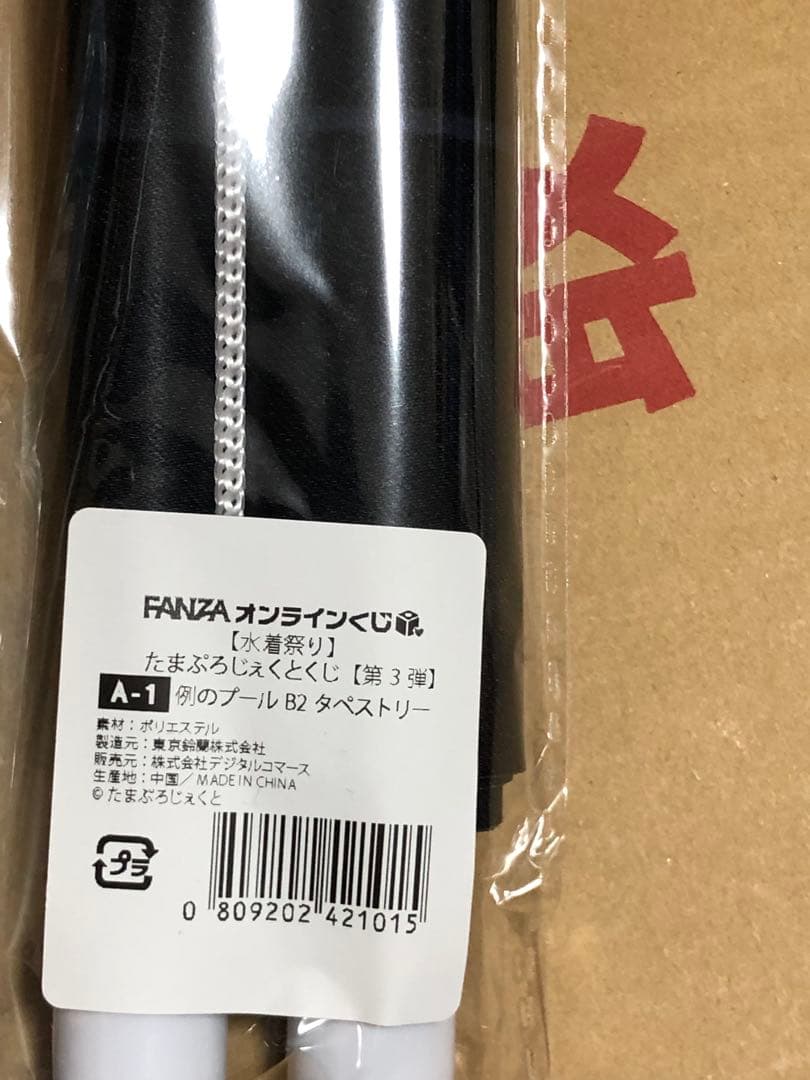 FANZA オンラインくじ
【水着祭り】
たまぷろじぇくとくじ【第3弾】
A-1 例のプール B2 タペストリー
素材：ポリエステル
製造元：東京鈴蘭株式会社
販売元：株式会社デジタルコマース
生産地：中国／MADE IN CHINA
©たまぷろじぇくと
プラ
0 809202 421015